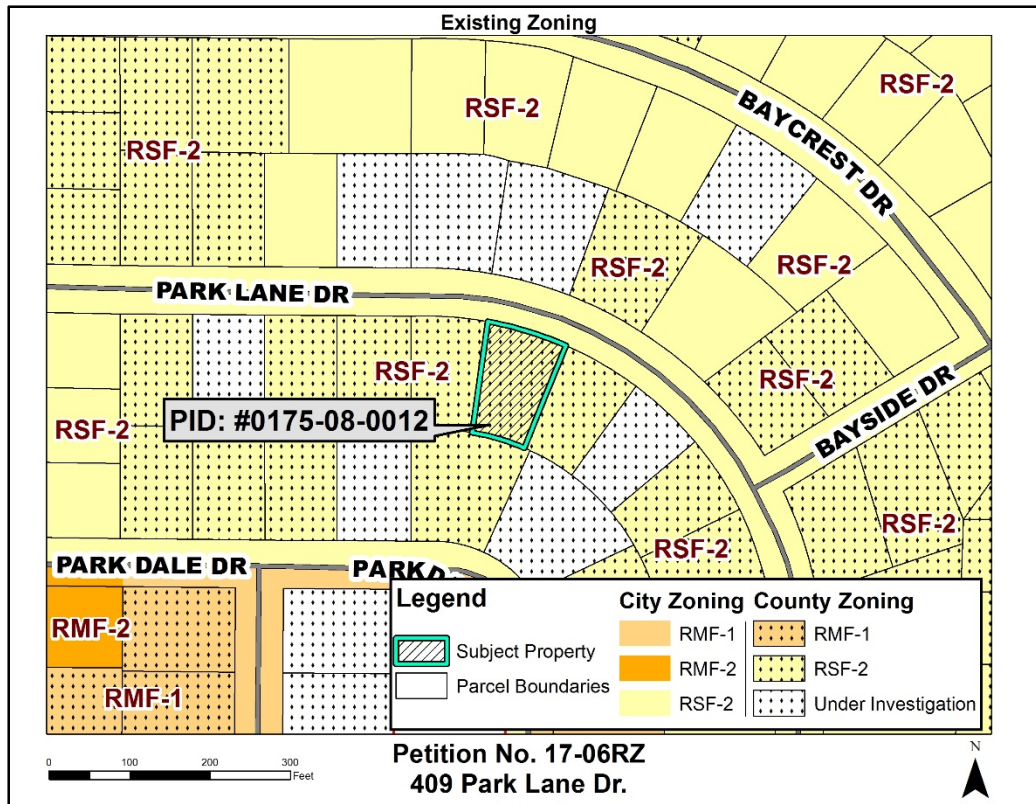 Existing Zoning
RSF-2
RSF-2
RSF-2
BAYCREST DR
RSF-2
RSF-2
PARK LANE DR
RSF-2
RSF-2
PID: #0175-08-0012
RSF-2
BAYSIDE DR
RSF-2
RSF-2
PARK DALE DR
PARKD
RMF-2
RMF-1
Legend
Subject Property
Parcel Boundaries
City Zoning
RMF-1
RMF-2
RSF-2
County Zoning
RMF-1
RSF-2
Under Investigation
0 50 100 200 300
Feet
Petition No. 17-06RZ
409 Park Lane Dr.
N